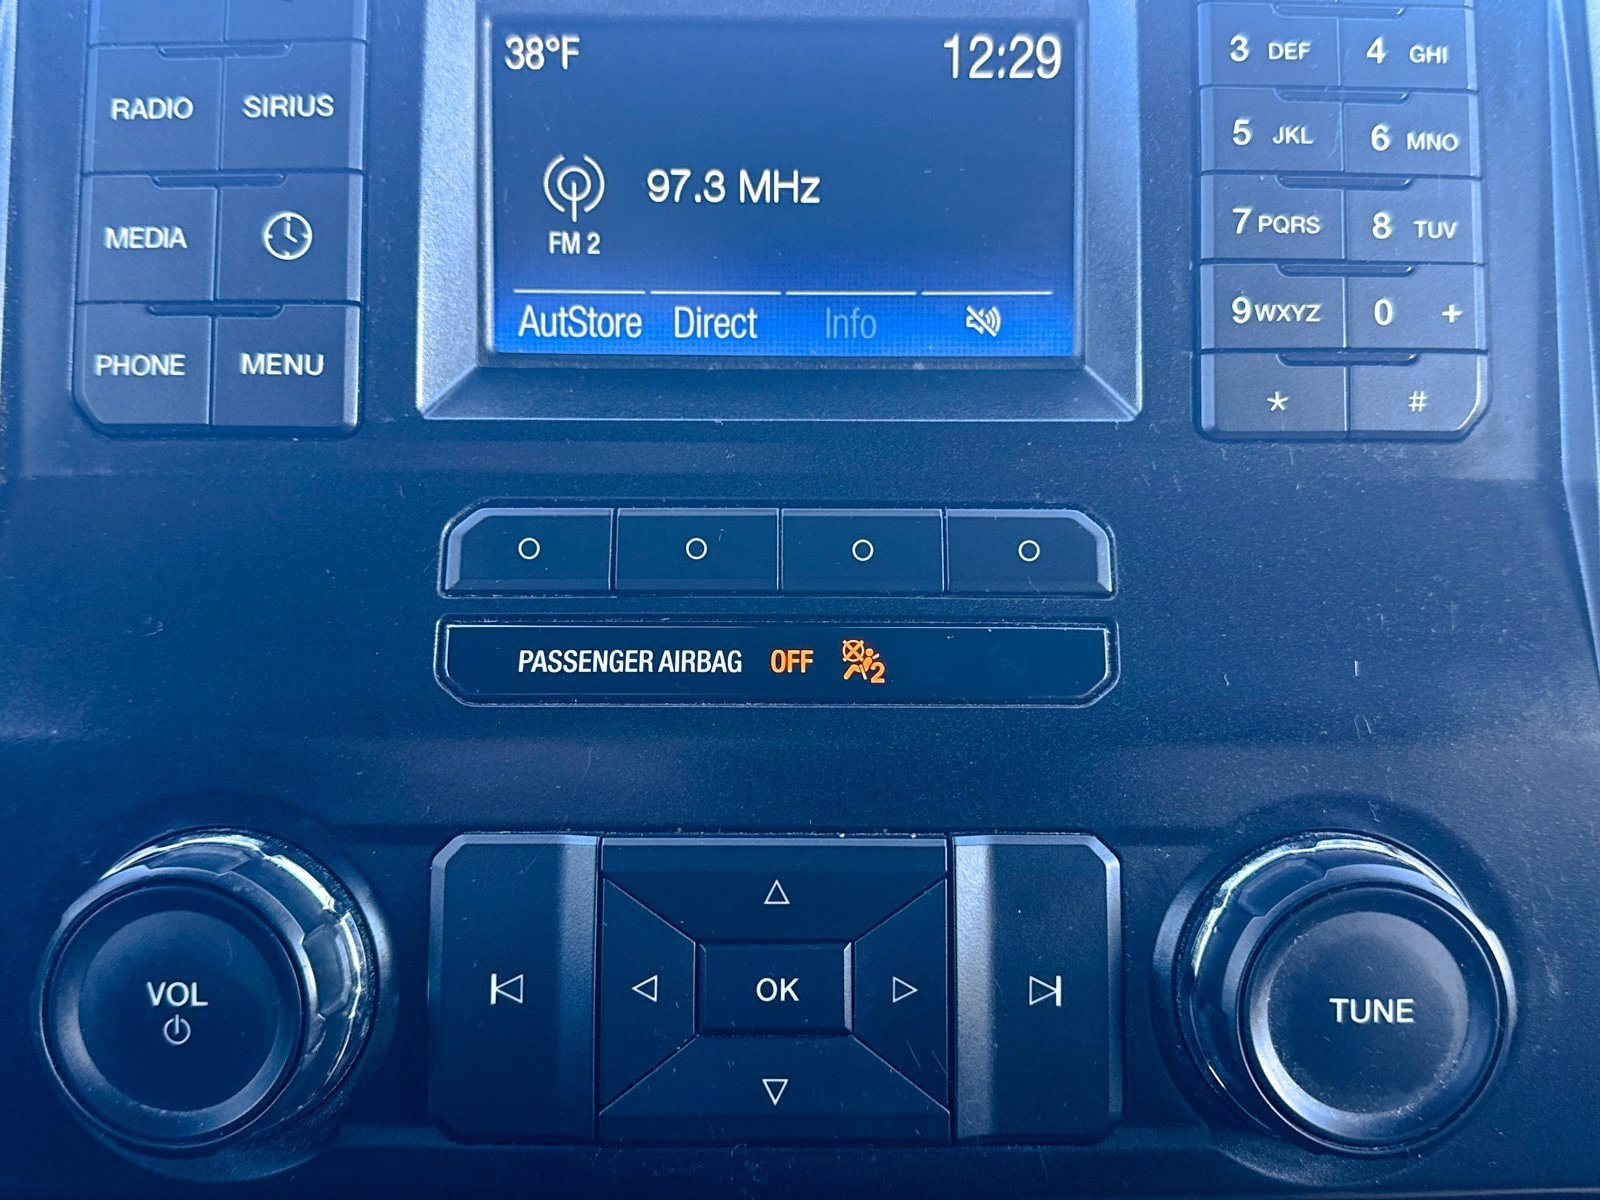 38°F
12:29
97.3 MHz
FM 2
AutStore Direct Info
RADIO SIRIUS
MEDIA
PHONE MENU
3 DEF 4 GHI
5 JKL 6 MNO
7 PQRS 8 TUV
9 WXYZ 0 +
* #
PASSENGER AIRBAG OFF 2
VOL
OK
TUNE